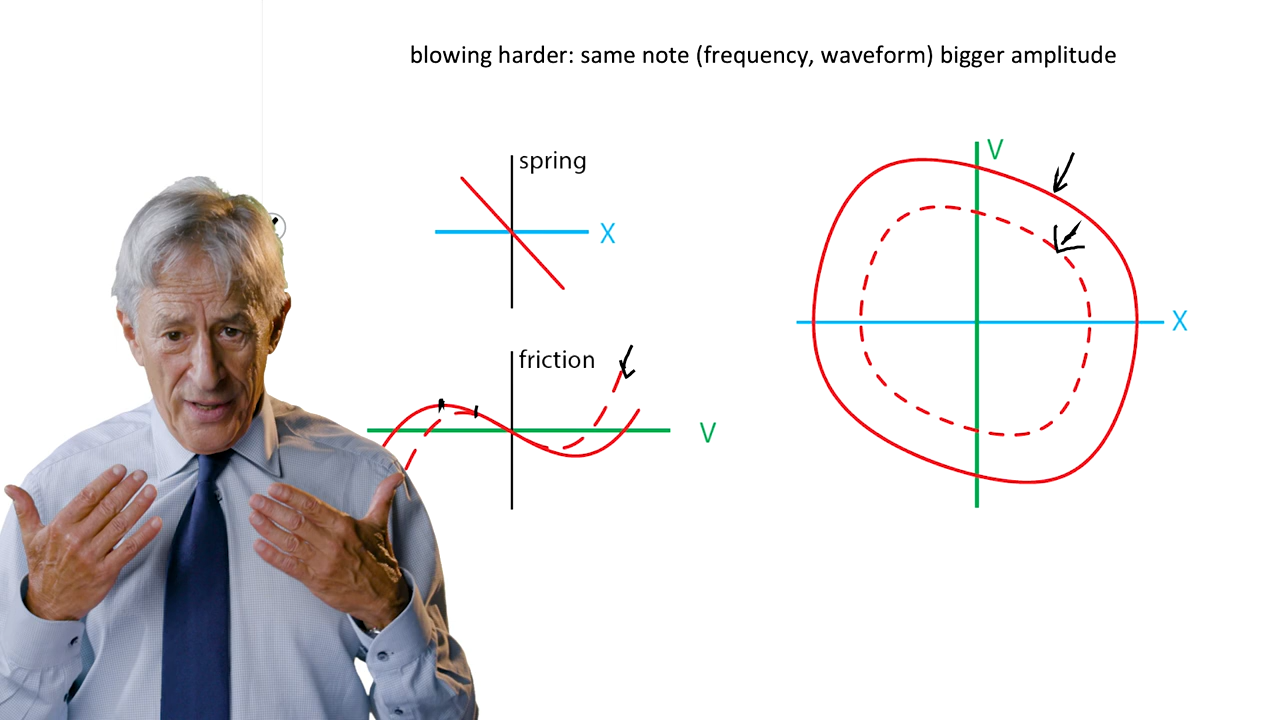 blowing harder: same note (frequency, waveform) bigger amplitude
spring
X
friction
V
V
X